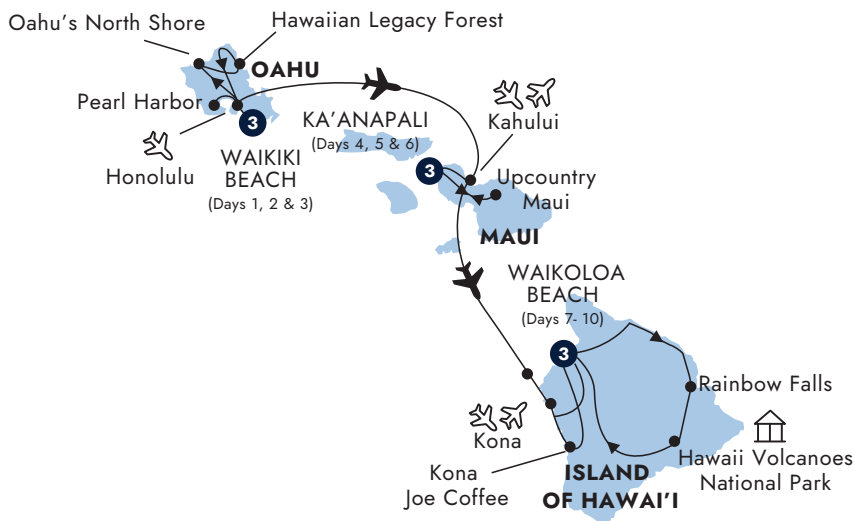 Oahu's North Shore
Hawaiian Legacy Forest
OAHU
Pearl Harbor
3
Honolulu
WAIKIKI
BEACH
(Days 1, 2 & 3)
KA'ANAPALI
(Days 4, 5 & 6)
3
Kahului
Upcountry
Maui
MAUI
WAIKOLOA
BEACH
(Days 7- 10)
3
Rainbow Falls
Hawaii Volcanoes
National Park
Kona
Kona
Joe Coffee
ISLAND
OF HAWAI'I